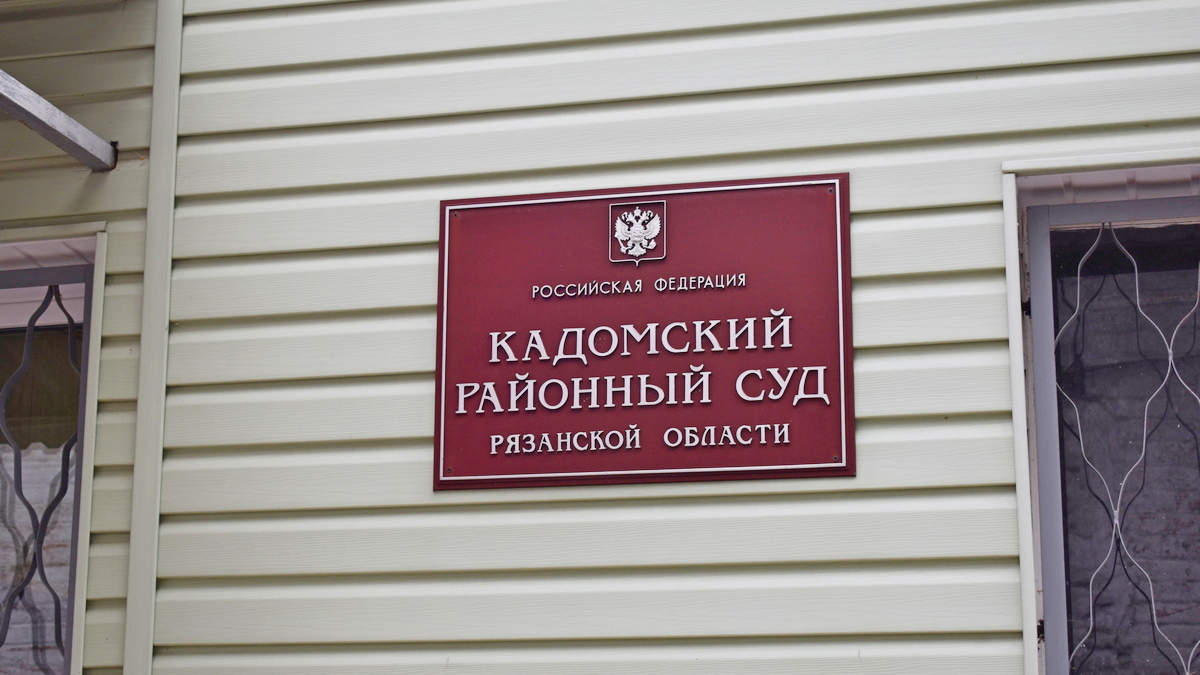 РОССИЙСКАЯ ФЕДЕРАЦИЯ
КАДОМСКИЙ
РАЙОННЫЙ СУД
РЯЗАНСКОЙ ОБЛАСТИ